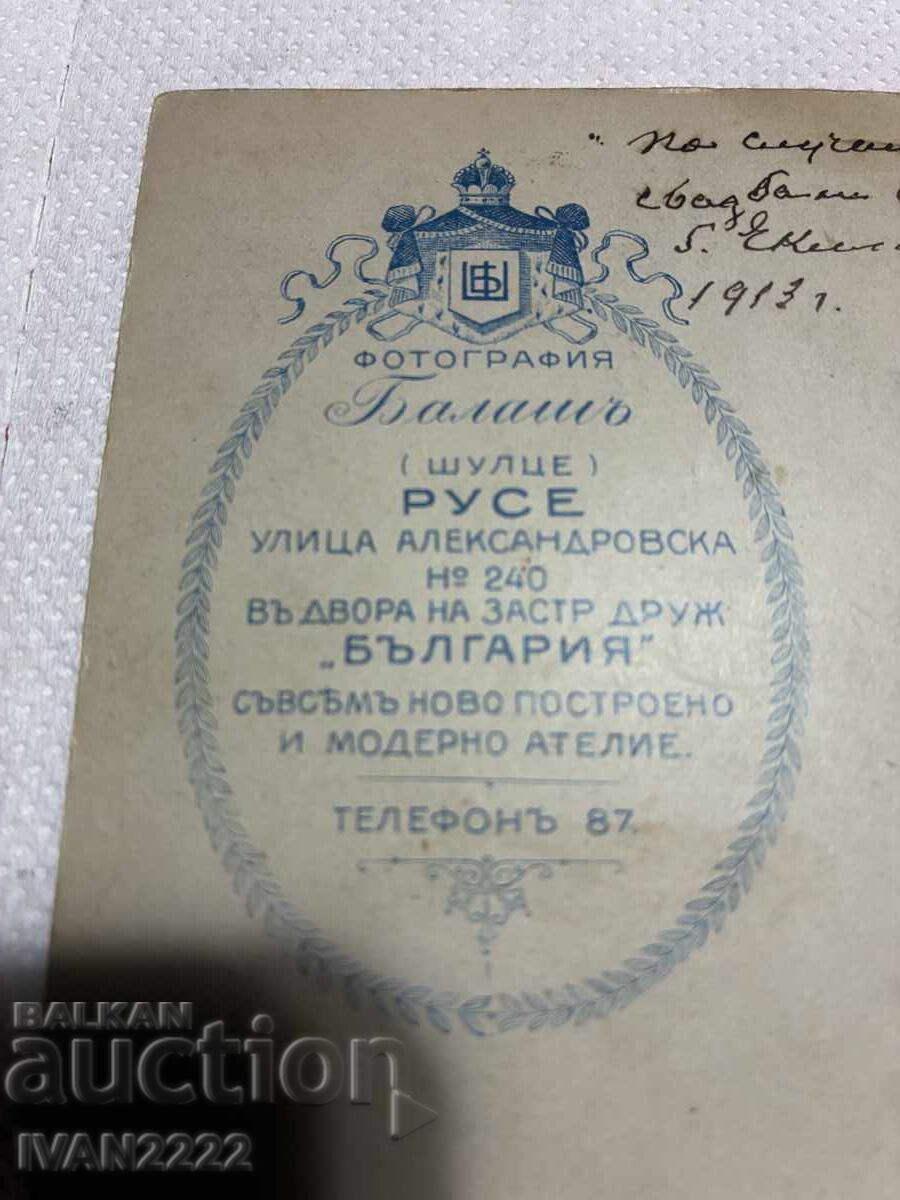 "По случай
свадбата
г.
1913 г.
ФОТОГРАФИЯ
Балашъ
(ШУЛЦЕ)
РУСЕ
УЛИЦА АЛЕКСАНДРОВСКА
№ 240
ВЪ ДВОРА НА ЗАСТР ДРУЖ
„БЪЛГАРИЯ"
СЪВСѢМЪ НОВО ПОСТРОЕНО
И МОДЕРНО АТЕЛИЕ.
ТЕЛЕФОНЪ 87.
BALKAN
auction
IVAN2222